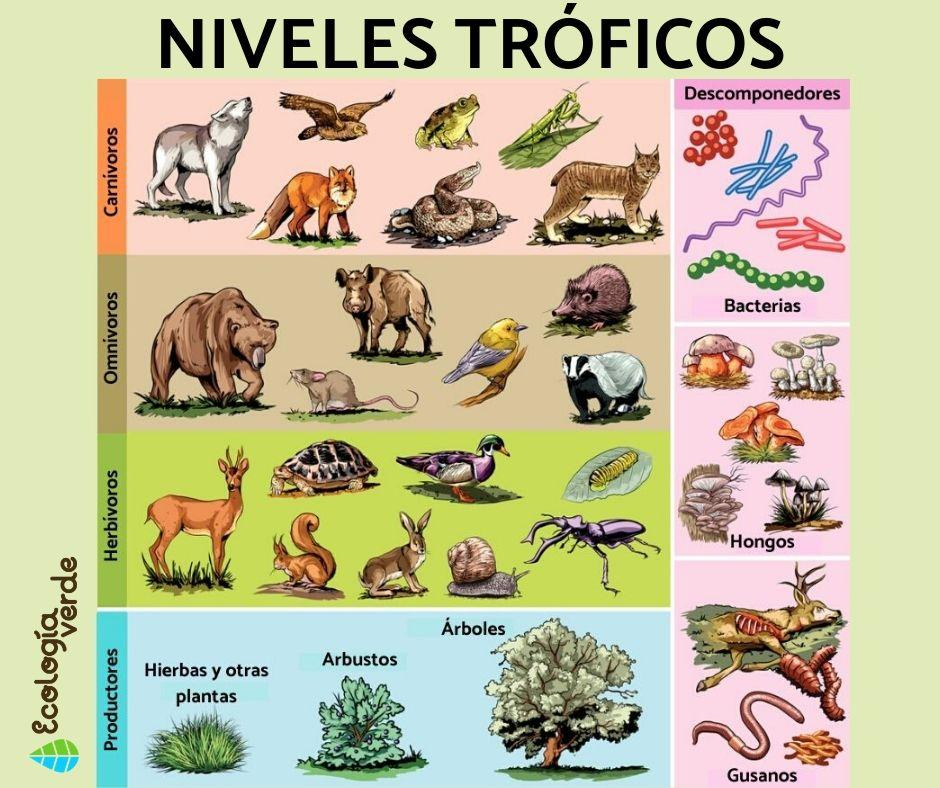 NIVELES TRÓFICOS
Carnívoros
Omnívoros
Herbívoros
Productores
Hierbas y otras
plantas
Arbustos
Árboles
Descomponedores
Bacterias
Hongos
Gusanos
Ecología
verde